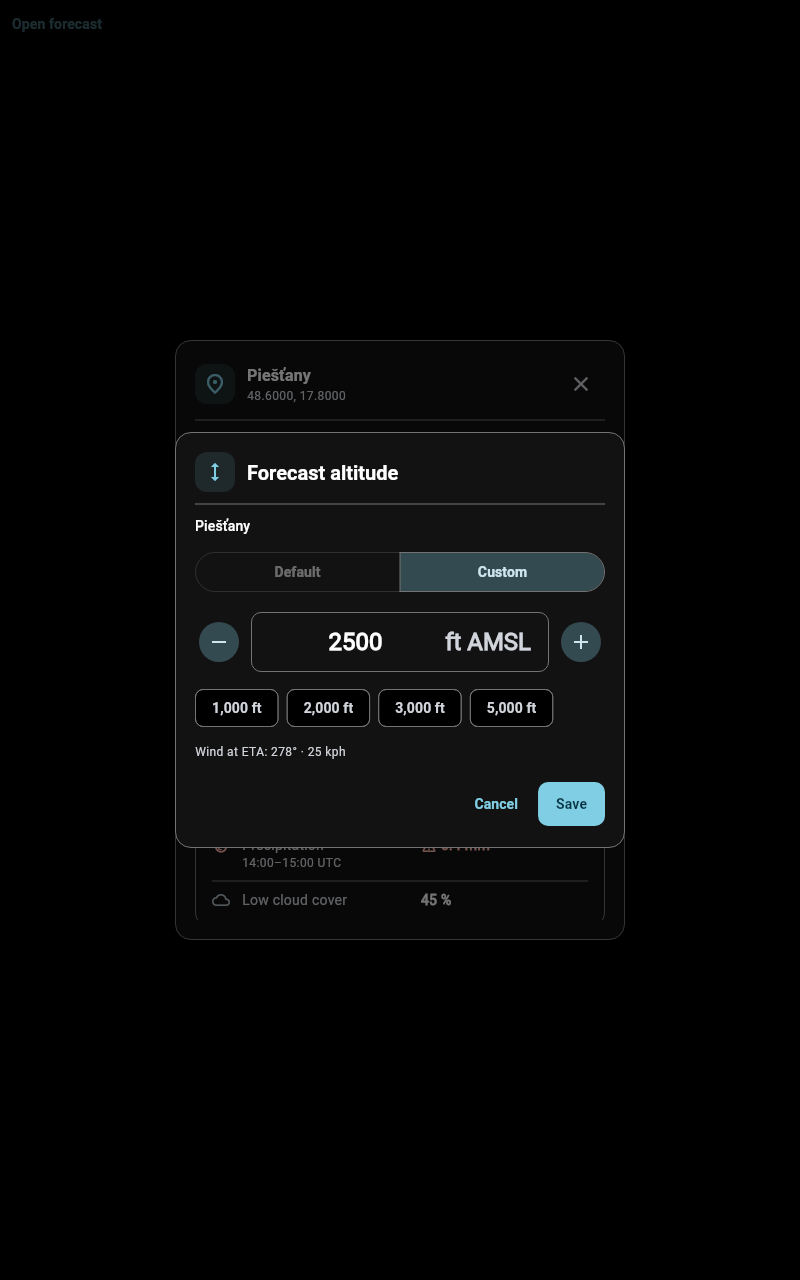 Open forecast
Piešťany
48.6000, 17.8000
Forecast altitude
Piešťany
Default Custom
2500 ft AMSL
1,000 ft 2,000 ft 3,000 ft 5,000 ft
Wind at ETA: 278° · 25 kph
Cancel Save
14:00–15:00 UTC
Low cloud cover 45 %